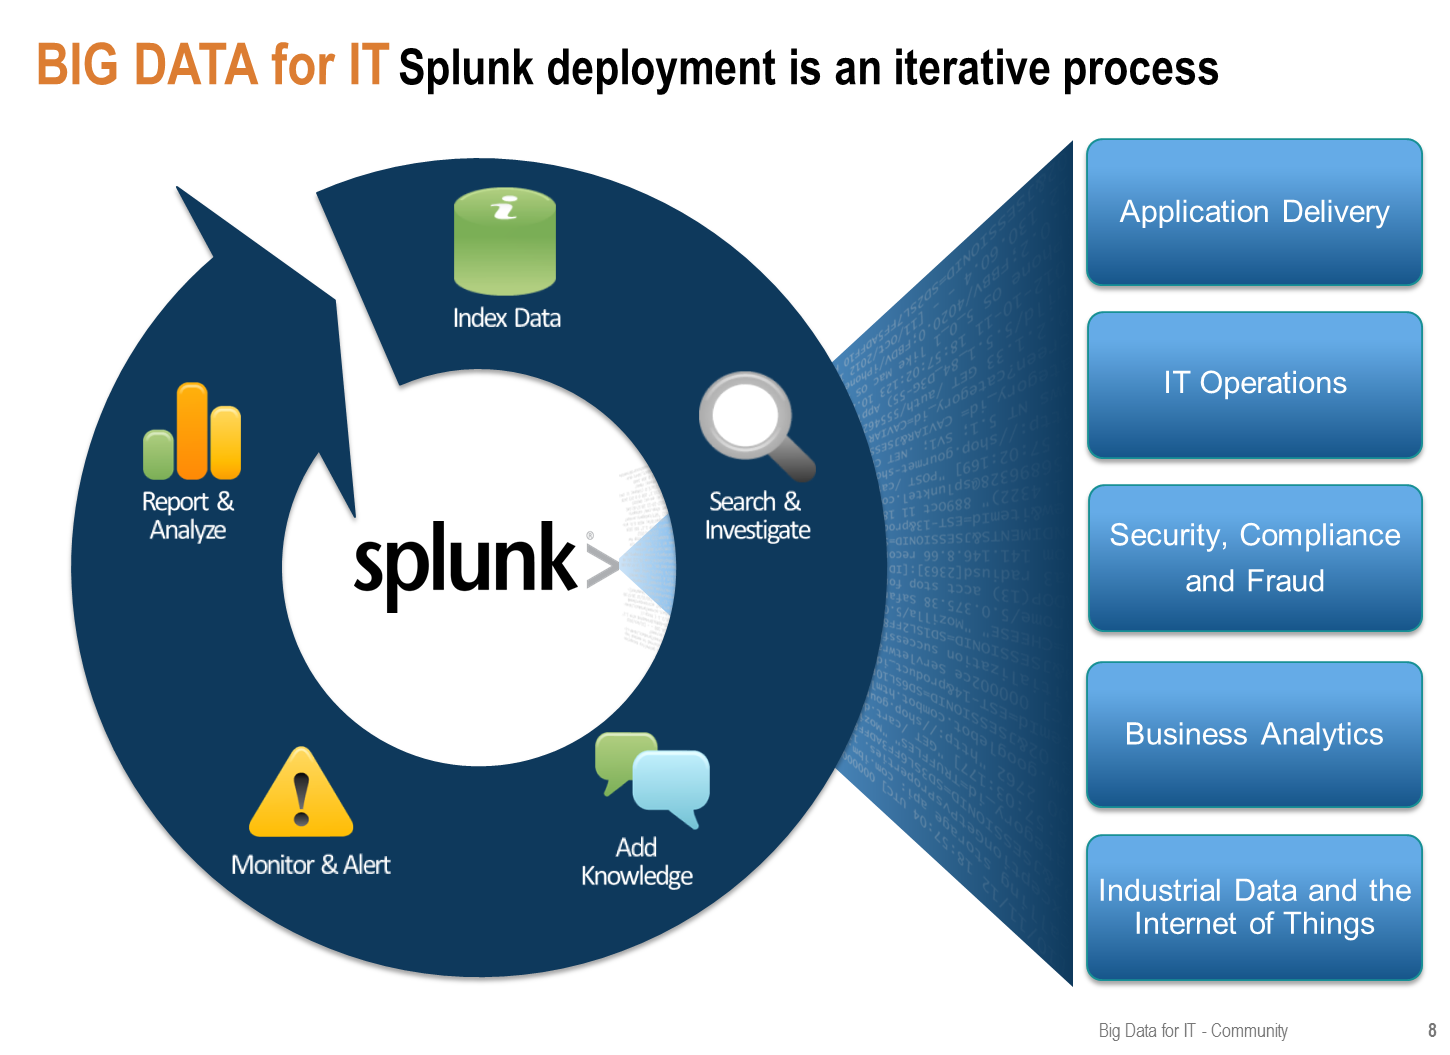 BIG DATA for IT Splunk deployment is an iterative process
Index Data
Search &
Investigate
Add
Knowledge
Monitor & Alert
Report &
Analyze
splunk>®
Application Delivery
IT Operations
Security, Compliance
and Fraud
Business Analytics
Industrial Data and the
Internet of Things
Big Data for IT - Community
8